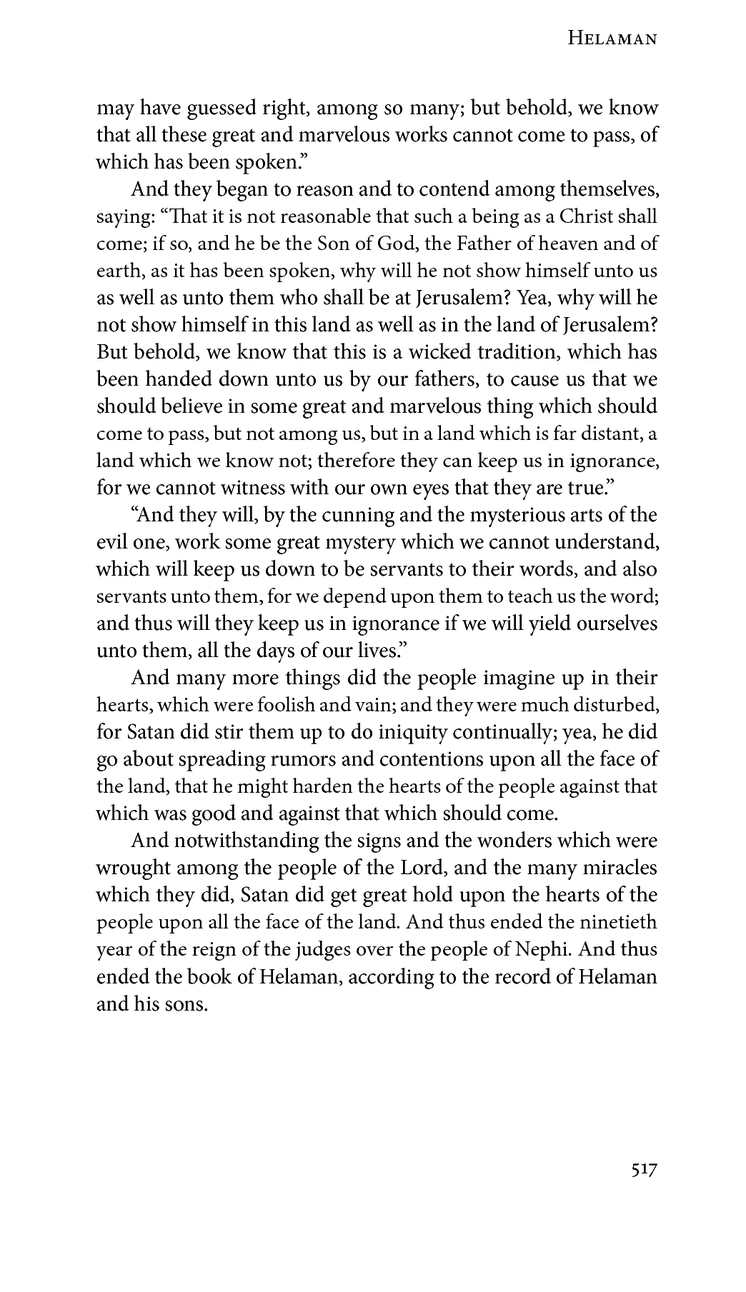 Helaman
may have guessed right, among so many; but behold, we know
that all these great and marvelous works cannot come to pass, of
which has been spoken.”
And they began to reason and to contend among themselves,
saying: “That it is not reasonable that such a being as a Christ shall
come; if so, and he be the Son of God, the Father of heaven and of
earth, as it has been spoken, why will he not show himself unto us
as well as unto them who shall be at Jerusalem? Yea, why will he
not show himself in this land as well as in the land of Jerusalem?
But behold, we know that this is a wicked tradition, which has
been handed down unto us by our fathers, to cause us that we
should believe in some great and marvelous thing which should
come to pass, but not among us, but in a land which is far distant, a
land which we know not; therefore they can keep us in ignorance,
for we cannot witness with our own eyes that they are true.”
“And they will, by the cunning and the mysterious arts of the
evil one, work some great mystery which we cannot understand,
which will keep us down to be servants to their words, and also
servants unto them, for we depend upon them to teach us the word;
and thus will they keep us in ignorance if we will yield ourselves
unto them, all the days of our lives.”
And many more things did the people imagine up in their
hearts, which were foolish and vain; and they were much disturbed,
for Satan did stir them up to do iniquity continually; yea, he did
go about spreading rumors and contentions upon all the face of
the land, that he might harden the hearts of the people against that
which was good and against that which should come.
And notwithstanding the signs and the wonders which were
wrought among the people of the Lord, and the many miracles
which they did, Satan did get great hold upon the hearts of the
people upon all the face of the land. And thus ended the ninetieth
year of the reign of the judges over the people of Nephi. And thus
ended the book of Helaman, according to the record of Helaman
and his sons.
517